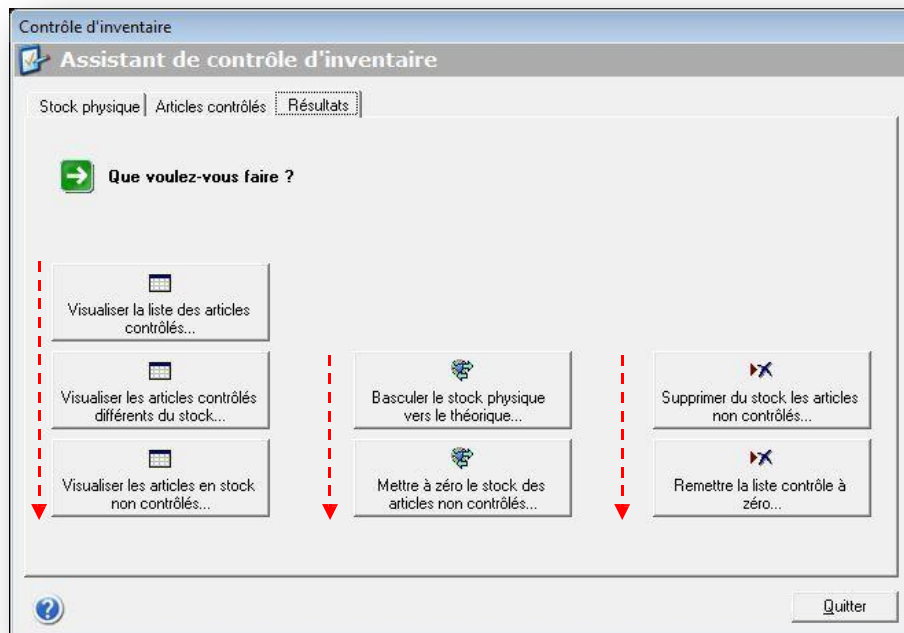 Contrôle d'inventaire
Assistant de contrôle d'inventaire
Stock physique
Articles contrôlés
Résultats
Que voulez-vous faire ?
Visualiser la liste des articles
contrôlés...
Visualiser les articles contrôlés
différents du stock...
Visualiser les articles en stock
non contrôlés...
Basculer le stock physique
vers le théorique...
Mettre à zéro le stock des
articles non contrôlés...
Supprimer du stock les articles
non contrôlés...
Remettre la liste contrôle à
zéro...
Quitter